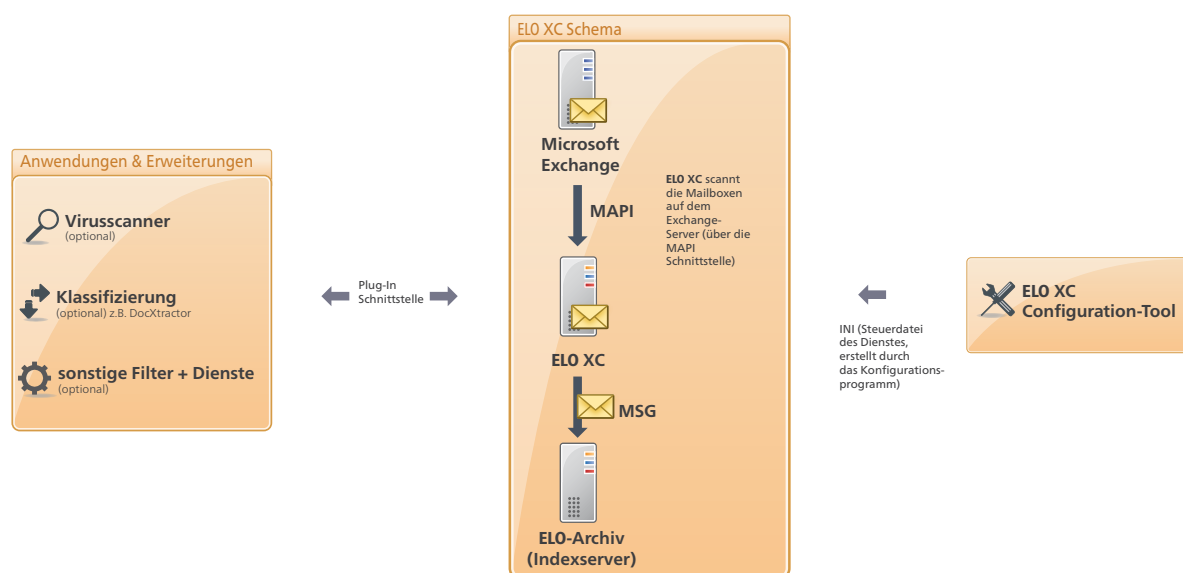 Anwendungen & Erweiterungen
Virusscanner
(optional)
Klassifizierung
(optional) z.B. DocXtractor
sonstige Filter + Dienste
(optional)
Plug-In
Schnittstelle
ELO XC Schema
Microsoft
Exchange
MAPI
ELO XC scannt
die Mailboxen
auf dem
Exchange-
Server (über die
MAPI
Schnittstelle)
ELO XC
MSG
ELO-Archiv
(Indexserver)
INI (Steuerdatei
des Dienstes,
erstellt durch
das Konfigurations-
programm)
ELO XC
Configuration-Tool